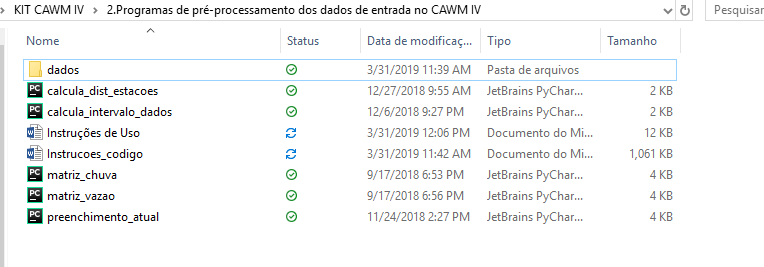 KIT CAWM IV > 2.Programas de pré-processamento dos dados de entrada no CAWM IV Pesquisar
Nome Status Data de modificaç... Tipo Tamanho
dados 3/31/2019 11:39 AM Pasta de arquivos
PC calcula_dist_estacoes 12/27/2018 9:55 AM JetBrains PyChar... 2 KB
PC calcula_intervalo_dados 12/6/2018 9:27 PM JetBrains PyChar... 2 KB
Instruções de Uso 3/31/2019 12:06 PM Documento do Mi... 12 KB
Instrucoes_codigo 3/31/2019 11:42 AM Documento do Mi... 1,061 KB
PC matriz_chuva 9/17/2018 6:53 PM JetBrains PyChar... 4 KB
PC matriz_vazao 9/17/2018 6:56 PM JetBrains PyChar... 4 KB
PC preenchimento_atual 11/24/2018 2:27 PM JetBrains PyChar... 4 KB